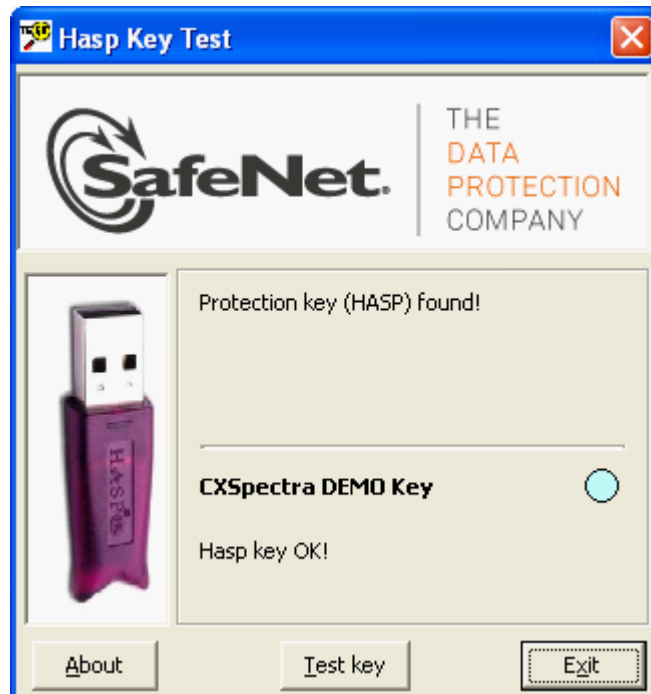 Hasp Key Test
SafeNet.
THE
DATA
PROTECTION
COMPANY
Protection key (HASP) found!
HASP
CXSpectra DEMO Key
Hasp key OK!
About
Test key
Exit